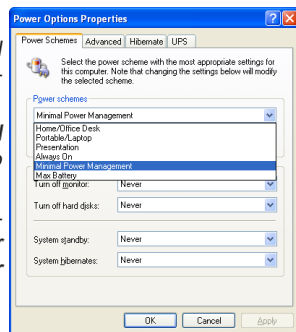 Power Options Properties
Power Schemes Advanced Hibernate UPS
Select the power scheme with the most appropriate settings for
this computer. Note that changing the settings below will modify
the selected scheme.
Power schemes
Minimal Power Management
Home/Office Desk
Portable/Laptop
Presentation
Always On
Minimal Power Management
Max Battery
Turn off monitor: Never
Turn off hard disks: Never
System standby: Never
System hibernates: Never
OK Cancel Apply